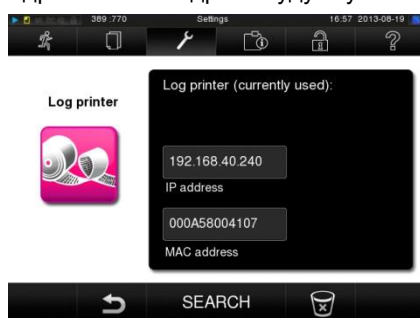 389 :770 Settings 16:57 2013-08-19
Log printer
Log printer (currently used):
192.168.40.240
IP address
000A58004107
MAC address
SEARCH